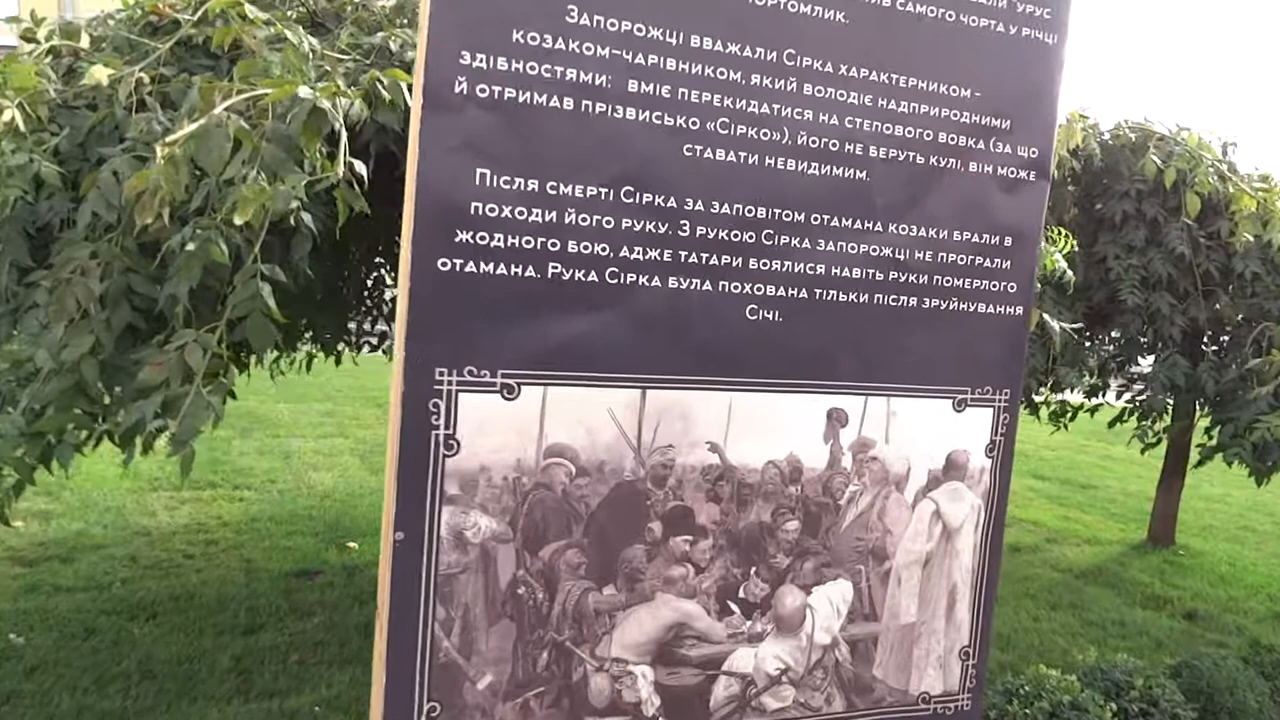 ВАЛИ "УРУС
ИВ САМОГО ЧОРТА У РІЧЦІ
ЧОРТОМЛИК.
ЗАПОРОЖЦІ ВВАЖАЛИ СІРКА ХАРАКТЕРНИКОМ -
КОЗАКОМ-ЧАРІВНИКОМ, ЯКИЙ ВОЛОДІЄ НАДПРИРОДНИМИ
ЗДІБНОСТЯМИ: ВМІЄ ПЕРЕКИДАТИСЯ НА СТЕПОВОГО ВОВКА (ЗА ЩО
Й ОТРИМАВ ПРІЗВИСЬКО «СІРКО»), ЙОГО НЕ БЕРУТЬ КУЛІ, ВІН МОЖЕ
СТАВАТИ НЕВИДИМИМ.
ПІСЛЯ СМЕРТІ СІРКА ЗА ЗАПОВІТОМ ОТАМАНА КОЗАКИ БРАЛИ В
ПОХОДИ ЙОГО РУКУ. З РУКОЮ СІРКА ЗАПОРОЖЦІ НЕ ПРОГРАЛИ
ЖОДНОГО БОЮ, АДЖЕ ТАТАРИ БОЯЛИСЯ НАВІТЬ РУКИ ПОМЕРЛОГО
ОТАМАНА. РУКА СІРКА БУЛА ПОХОВАНА ТІЛЬКИ ПІСЛЯ ЗРУЙНУВАННЯ
СІЧІ.